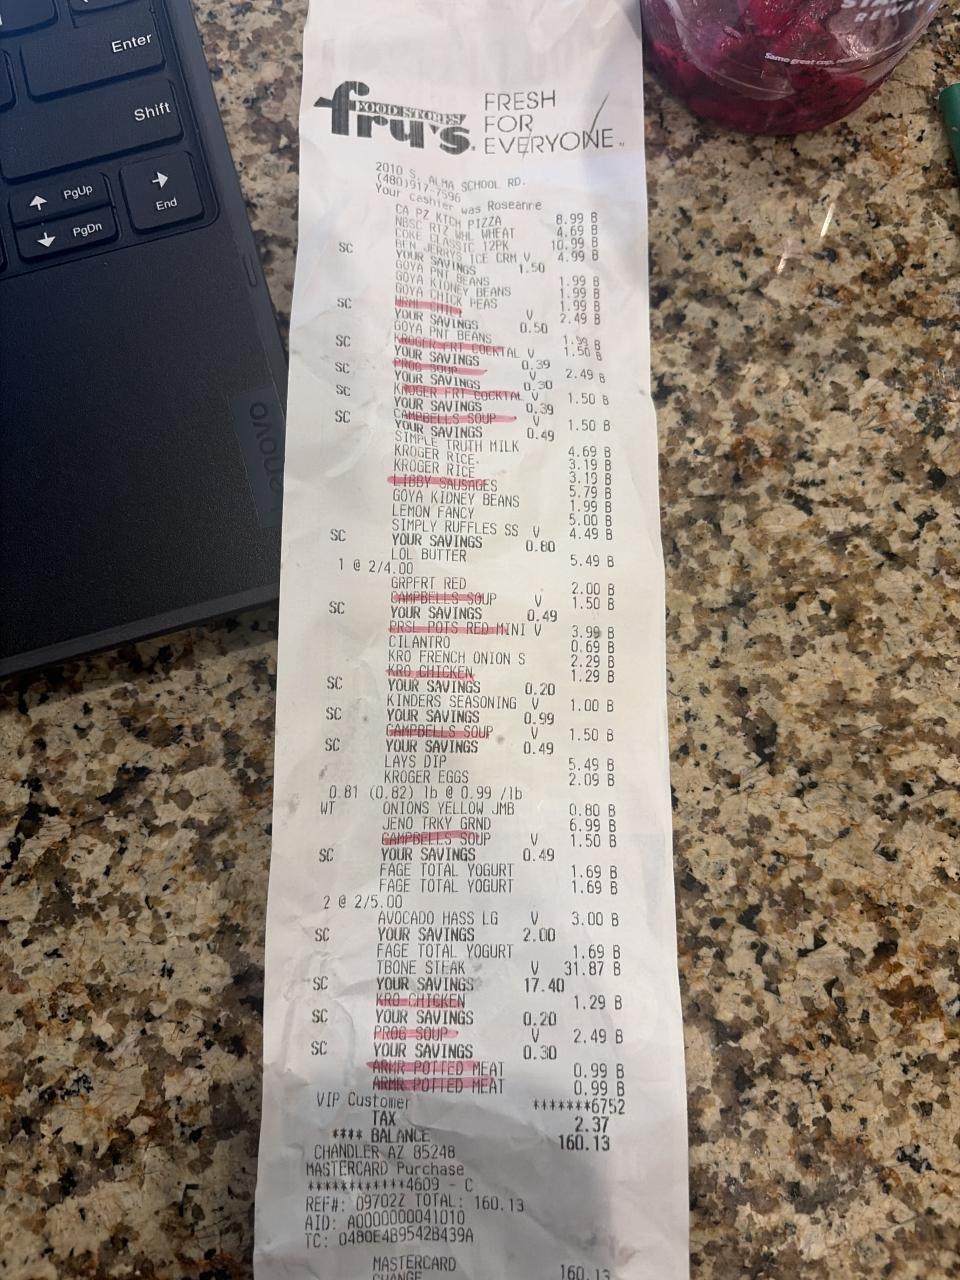 Enter
Shift
PgUp
PgDn
End
lenovo
Same great cup.
fry's
FOOD STORES
FRESH
FOR
EVERYONE
2010 S. ALMA SCHOOL RD.
(480)917-7596
Your cashier was Roseanne
CA PZ KTCH PIZZA 8.99 B
NBSC RTZ WHL WHEAT 4.69 B
COKE CLASSIC 12PK 10.99 B
BEN JERRYS ICE CRM V 4.99 B
SC YOUR SAVINGS 1.50
GOYA PNT BEANS 1.99 B
GOYA KIDNEY BEANS 1.99 B
GOYA CHICK PEAS 1.99 B
HRML CHIL V 2.49 B
SC YOUR SAVINGS 0.50
GOYA PNT BEANS 1.99 B
KROGER FRT COCKTAL V 1.50 B
SC YOUR SAVINGS 0.39
PROG SOUP V 2.49 B
SC YOUR SAVINGS 0.30
KROGER FRT COCKTAL V 1.50 B
SC YOUR SAVINGS 0.39
CAMPBELLS SOUP V 1.50 B
SC YOUR SAVINGS 0.49
SIMPLE TRUTH MILK 4.69 B
KROGER RICE 3.19 B
KROGER RICE 3.19 B
LIBBY SAUSAGES 5.79 B
GOYA KIDNEY BEANS 1.99 B
LEMON FANCY 5.00 B
SIMPLY RUFFLES SS V 4.49 B
SC YOUR SAVINGS 0.80
LOL BUTTER 5.49 B
1 @ 2/4.00
GRPFRT RED 2.00 B
CAMPBELLS SOUP V 1.50 B
SC YOUR SAVINGS 0.49
PRSL POTS RED MINI V 3.99 B
CILANTRO 0.69 B
KRO FRENCH ONION S 2.29 B
KRO CHICKEN 1.29 B
SC YOUR SAVINGS 0.20
KINDERS SEASONING V 1.00 B
SC YOUR SAVINGS 0.99
CAMPBELLS SOUP V 1.50 B
SC YOUR SAVINGS 0.49
LAYS DIP 5.49 B
KROGER EGGS 2.09 B
0.81 (0.82) lb @ 0.99 /lb
WT ONIONS YELLOW JMB 0.80 B
JENO TRKY GRND 6.99 B
CAMPBELLS SOUP V 1.50 B
SC YOUR SAVINGS 0.49
FAGE TOTAL YOGURT 1.69 B
FAGE TOTAL YOGURT 1.69 B
2 @ 2/5.00
AVOCADO HASS LG V 3.00 B
SC YOUR SAVINGS 2.00
FAGE TOTAL YOGURT 1.69 B
TBONE STEAK V 31.87 B
SC YOUR SAVINGS 17.40
KRO CHICKEN 1.29 B
SC YOUR SAVINGS 0.20
PROG SOUP V 2.49 B
SC YOUR SAVINGS 0.30
ARMR POTTED MEAT 0.99 B
ARMR POTTED MEAT 0.99 B
VIP Customer *******6752
TAX 2.37
**** BALANCE 160.13
CHANDLER AZ 85248
MASTERCARD Purchase
************4609 - C
REF#: 09702Z TOTAL: 160.13
AID: A0000000041010
TC: 0480E4B9542B439A
MASTERCARD 160.13
CHANGE